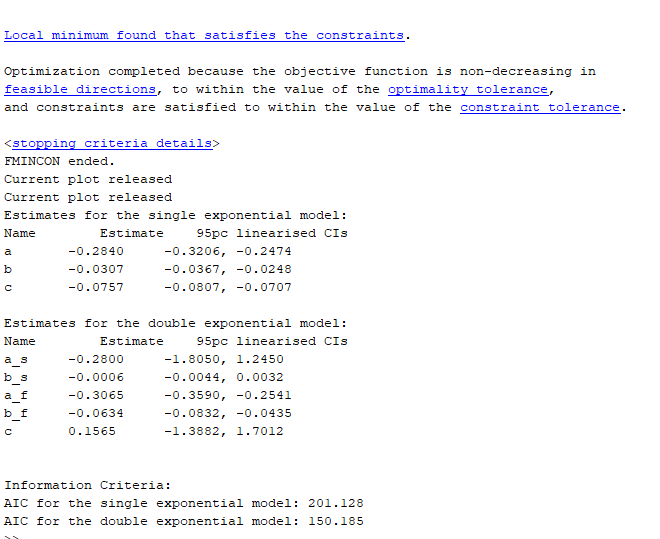 Local minimum found that satisfies the constraints.
Optimization completed because the objective function is non-decreasing in
feasible directions, to within the value of the optimality tolerance,
and constraints are satisfied to within the value of the constraint tolerance.
<stopping criteria details>
FMINCON ended.
Current plot released
Current plot released
Estimates for the single exponential model:
Name Estimate 95pc linearised CIs
a -0.2840 -0.3206, -0.2474
b -0.0307 -0.0367, -0.0248
c -0.0757 -0.0807, -0.0707
Estimates for the double exponential model:
Name Estimate 95pc linearised CIs
a_s -0.2800 -1.8050, 1.2450
b_s -0.0006 -0.0044, 0.0032
a_f -0.3065 -0.3590, -0.2541
b_f -0.0634 -0.0832, -0.0435
c 0.1565 -1.3882, 1.7012
Information Criteria:
AIC for the single exponential model: 201.128
AIC for the double exponential model: 150.185
>>